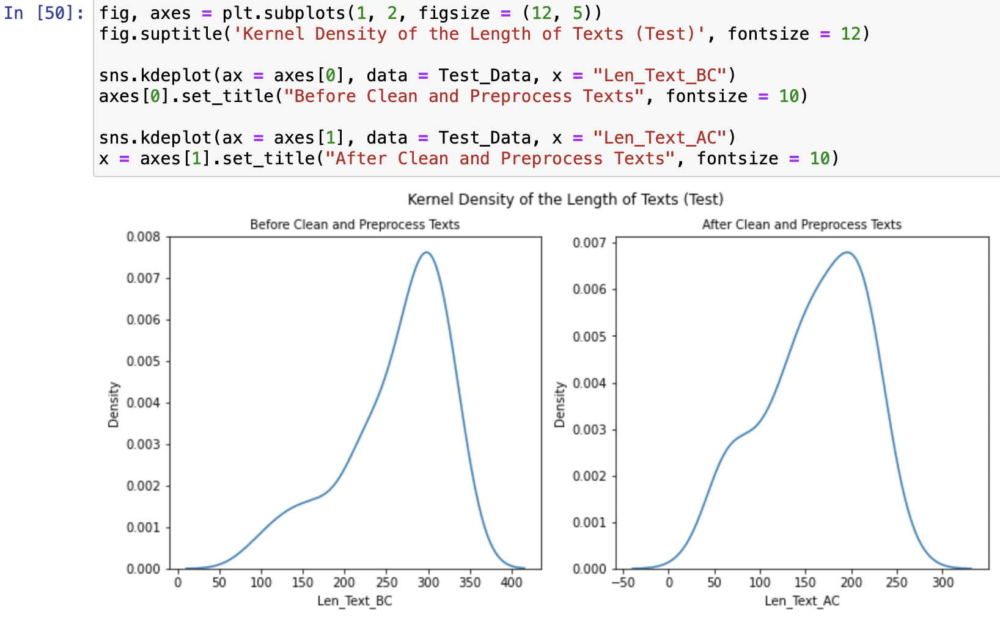 In [50]: fig, axes = plt.subplots(1, 2, figsize = (12, 5))
fig.suptitle('Kernel Density of the Length of Texts (Test)', fontsize = 12)
sns.kdeplot(ax = axes[0], data = Test_Data, x = "Len_Text_BC")
axes[0].set_title("Before Clean and Preprocess Texts", fontsize = 10)
sns.kdeplot(ax = axes[1], data = Test_Data, x = "Len_Text_AC")
x = axes[1].set_title("After Clean and Preprocess Texts", fontsize = 10)
Kernel Density of the Length of Texts (Test)
Before Clean and Preprocess Texts
0.008
0.007
0.006
0.005
0.004
0.003
0.002
0.001
0.000
Density
0 50 100 150 200 250 300 350 400
Len_Text_BC
After Clean and Preprocess Texts
0.007
0.006
0.005
0.004
0.003
0.002
0.001
0.000
Density
−50 0 50 100 150 200 250 300
Len_Text_AC